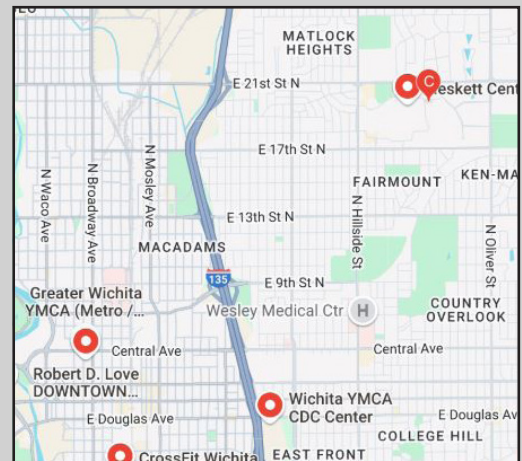 MATLOCK
HEIGHTS
E 21st St N
C
eskett Cent
E 17th St N
N Waco Ave
N Broadway Ave
N Mosley Ave
FAIRMOUNT
KEN-MA
N Hillside St
N Oliver St
E 13th St N
MACADAMS
135
E 9th St N
Greater Wichita
YMCA (Metro /...
Wesley Medical Ctr
H
COUNTRY
OVERLOOK
Central Ave
Central Ave
Robert D. Love
DOWNTOWN...
Wichita YMCA
CDC Center
E Douglas Av
E Douglas Av
COLLEGE HILL
CrossFit Wichita
EAST FRONT